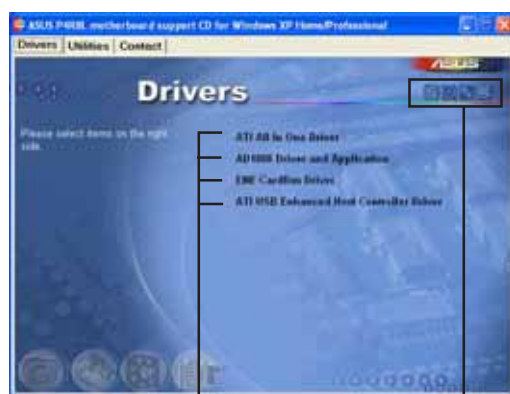 ASUS P4R8L motherboard support CD for Windows XP Home/Professional
Drivers Utilities Contact
ASUS
Drivers
Please select items on the right
side.
ATI All In One Driver
AD1888 Driver and Application
ENE CardBus Driver
ATI USB Enhanced Host Controller Driver